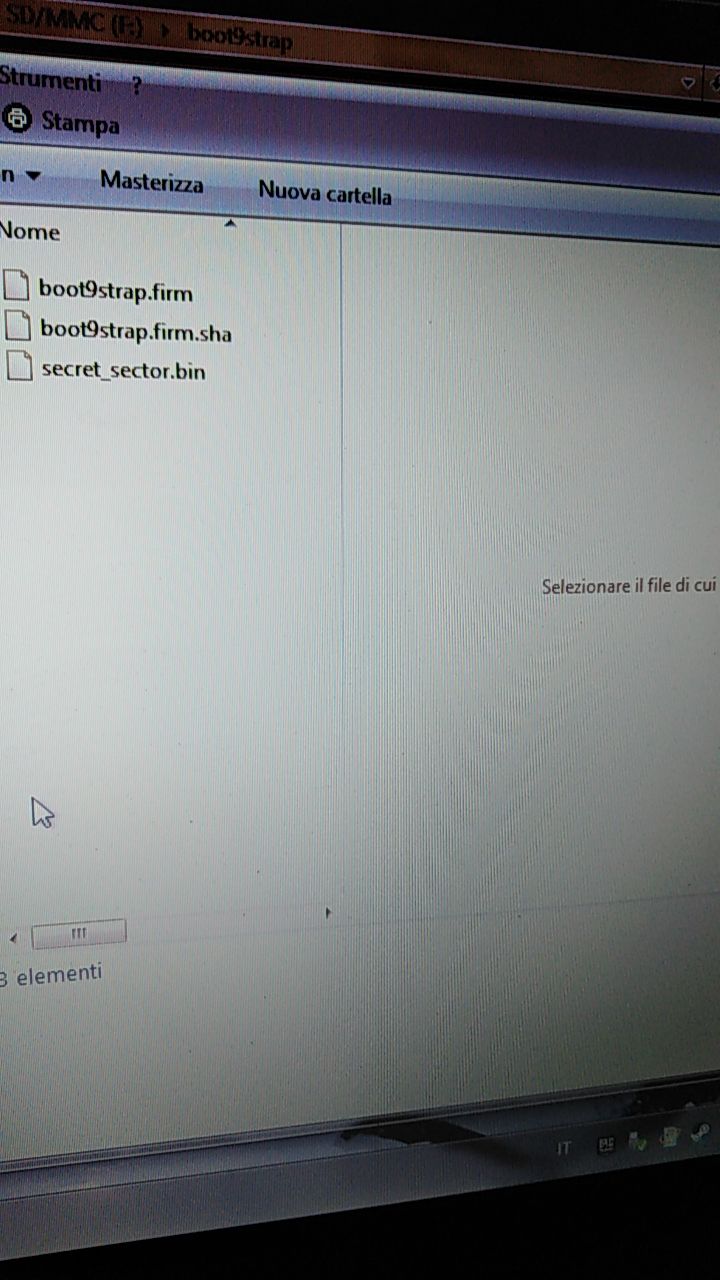 SD/MMC (F:) boot9strap
Strumenti ?
Stampa
Masterizza Nuova cartella
Nome
boot9strap.firm
boot9strap.firm.sha
secret_sector.bin
Selezionare il file di cui
3 elementi
IT